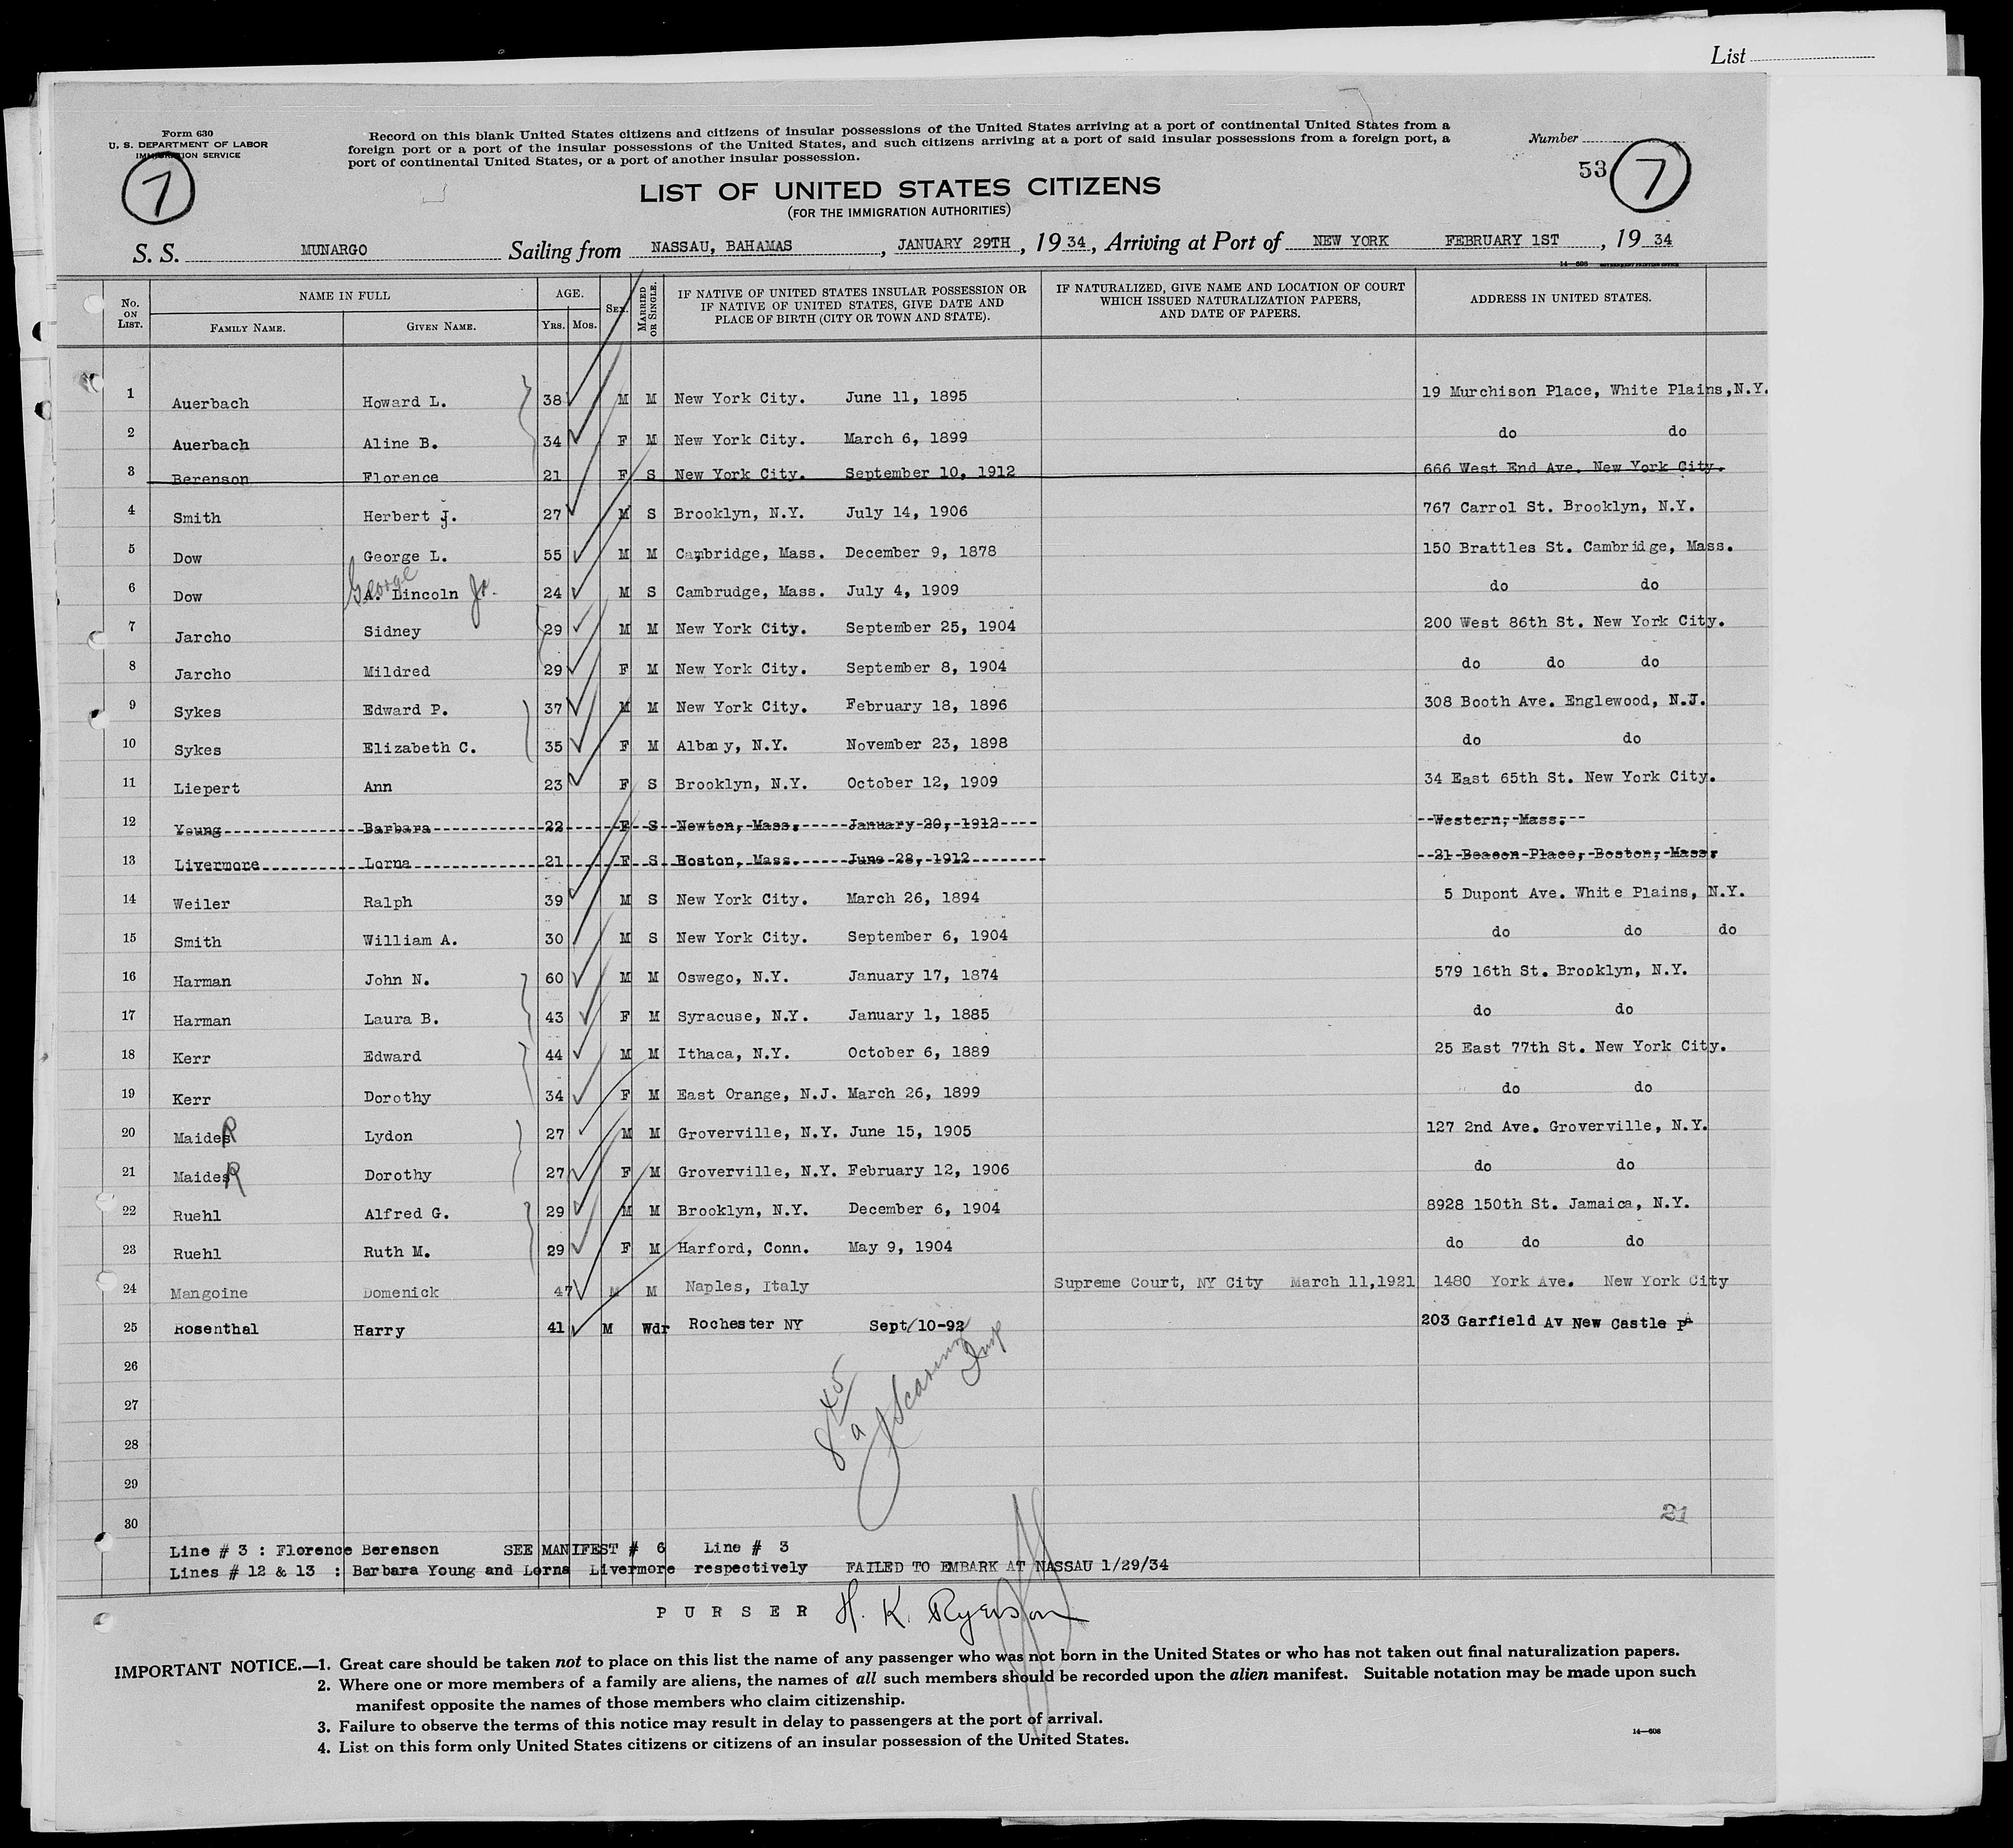 List
Form 630
U. S. DEPARTMENT OF LABOR
IMMIGRATION SERVICE
Record on this blank United States citizens and citizens of insular possessions of the United States arriving at a port of continental United States from a
foreign port or a port of the insular possessions of the United States, and such citizens arriving at a port of said insular possessions from a foreign port, a
port of continental United States, or a port of another insular possession.
Number
7 53 7
LIST OF UNITED STATES CITIZENS
(FOR THE IMMIGRATION AUTHORITIES)
S. S. MUNARGO Sailing from NASSAU, BAHAMAS, JANUARY 29TH, 1934, Arriving at Port of NEW YORK FEBRUARY 1ST, 1934
14—608 GOVERNMENT PRINTING OFFICE
No. ON LIST. NAME IN FULL AGE. SEX. MARRIED OR SINGLE. IF NATIVE OF UNITED STATES INSULAR POSSESSION OR IF NATIVE OF UNITED STATES, GIVE DATE AND PLACE OF BIRTH (CITY OR TOWN AND STATE). IF NATURALIZED, GIVE NAME AND LOCATION OF COURT WHICH ISSUED NATURALIZATION PAPERS, AND DATE OF PAPERS. ADDRESS IN UNITED STATES.
FAMILY NAME. GIVEN NAME. YRS. MOS.
1 Auerbach Howard L. 38 M M New York City. June 11, 1895 19 Murchison Place, White Plains,N.Y.
2 Auerbach Aline B. 34 F M New York City. March 6, 1899 do do
3 Berenson Florence 21 F S New York City. September 10, 1912 666 West End Ave. New York City.
4 Smith Herbert J. 27 M S Brooklyn, N.Y. July 14, 1906 767 Carrol St. Brooklyn, N.Y.
5 Dow George L. 55 M M Cambridge, Mass. December 9, 1878 150 Brattles St. Cambridge, Mass.
6 Dow George A. Lincoln Jr. 24 M S Cambrudge, Mass. July 4, 1909 do do
7 Jarcho Sidney 29 M M New York City. September 25, 1904 200 West 86th St. New York City.
8 Jarcho Mildred 29 F M New York City. September 8, 1904 do do do
9 Sykes Edward P. 37 M M New York City. February 18, 1896 308 Booth Ave. Englewood, N.J.
10 Sykes Elizabeth C. 35 F M Albany, N.Y. November 23, 1898 do do
11 Liepert Ann 23 F S Brooklyn, N.Y. October 12, 1909 34 East 65th St. New York City.
12 Young Barbara 22 F S Newton, Mass. January 20, 1912 Western, Mass.
13 Livermore Lorna 21 F S Boston, Mass. June 28, 1912 21 Beacon Place, Boston, Mass.
14 Weiler Ralph 39 M S New York City. March 26, 1894 5 Dupont Ave. White Plains, N.Y.
15 Smith William A. 30 M S New York City. September 6, 1904 do do do
16 Harman John N. 60 M M Oswego, N.Y. January 17, 1874 579 16th St. Brooklyn, N.Y.
17 Harman Laura B. 43 F M Syracuse, N.Y. January 1, 1885 do do
18 Kerr Edward 44 M M Ithaca, N.Y. October 6, 1889 25 East 77th St. New York City.
19 Kerr Dorothy 34 F M East Orange, N.J. March 26, 1899 do do
20 MaideR Lydon 27 M M Groverville, N.Y. June 15, 1905 127 2nd Ave. Groverville, N.Y.
21 MaideR Dorothy 27 F M Groverville, N.Y. February 12, 1906 do do
22 Ruehl Alfred G. 29 M M Brooklyn, N.Y. December 6, 1904 8928 150th St. Jamaica, N.Y.
23 Ruehl Ruth M. 29 F M Harford, Conn. May 9, 1904 do do do
24 Mangoine Domenick 47 M M Naples, Italy Supreme Court, NY City March 11,1921 1480 York Ave. New York City
25 Rosenthal Harry 41 M Wdr Rochester NY Sept/10-92 203 Garfield Av New Castle Pa
26
27
28
29
30
21
Line # 3 : Florence Berenson SEE MANIFEST # 6 Line # 3
Lines # 12 & 13 : Barbara Young and Lorna Livermore respectively FAILED TO EMBARK AT NASSAU 1/29/34
PURSER H. K. Ryerson
IMPORTANT NOTICE.—1. Great care should be taken not to place on this list the name of any passenger who was not born in the United States or who has not taken out final naturalization papers.
2. Where one or more members of a family are aliens, the names of all such members should be recorded upon the alien manifest. Suitable notation may be made upon such
manifest opposite the names of those members who claim citizenship.
3. Failure to observe the terms of this notice may result in delay to passengers at the port of arrival.
4. List on this form only United States citizens or citizens of an insular possession of the United States.
14—608